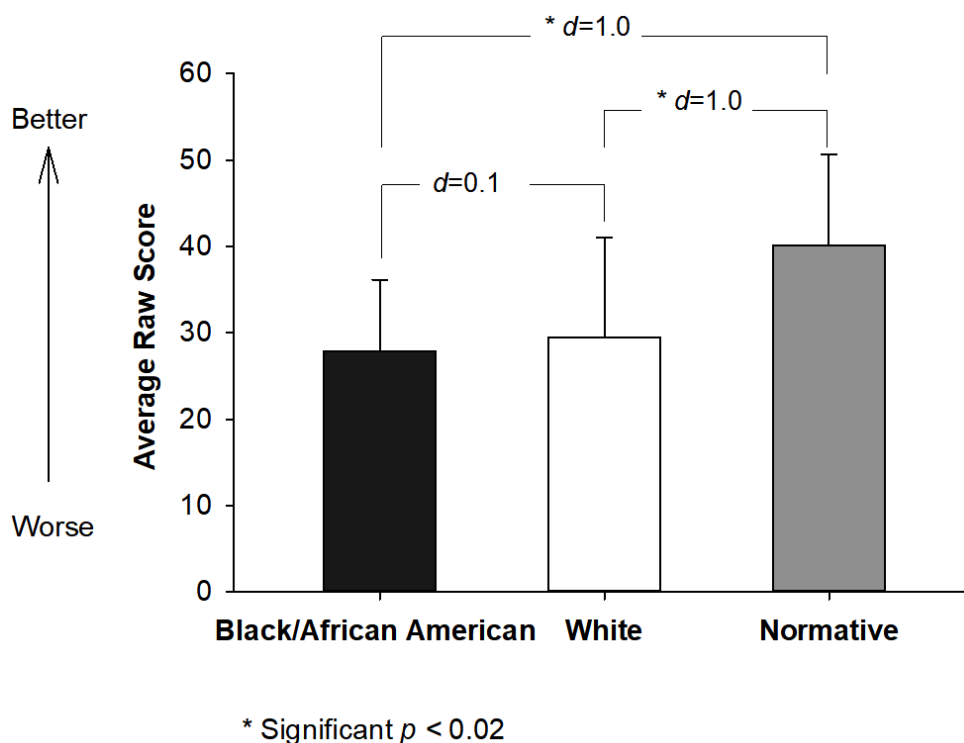 * d=1.0
60
* d=1.0
Better
50
d=0.1
40
30
20
10
Worse
0
Average Raw Score
Black/African American White Normative
* Significant p < 0.02